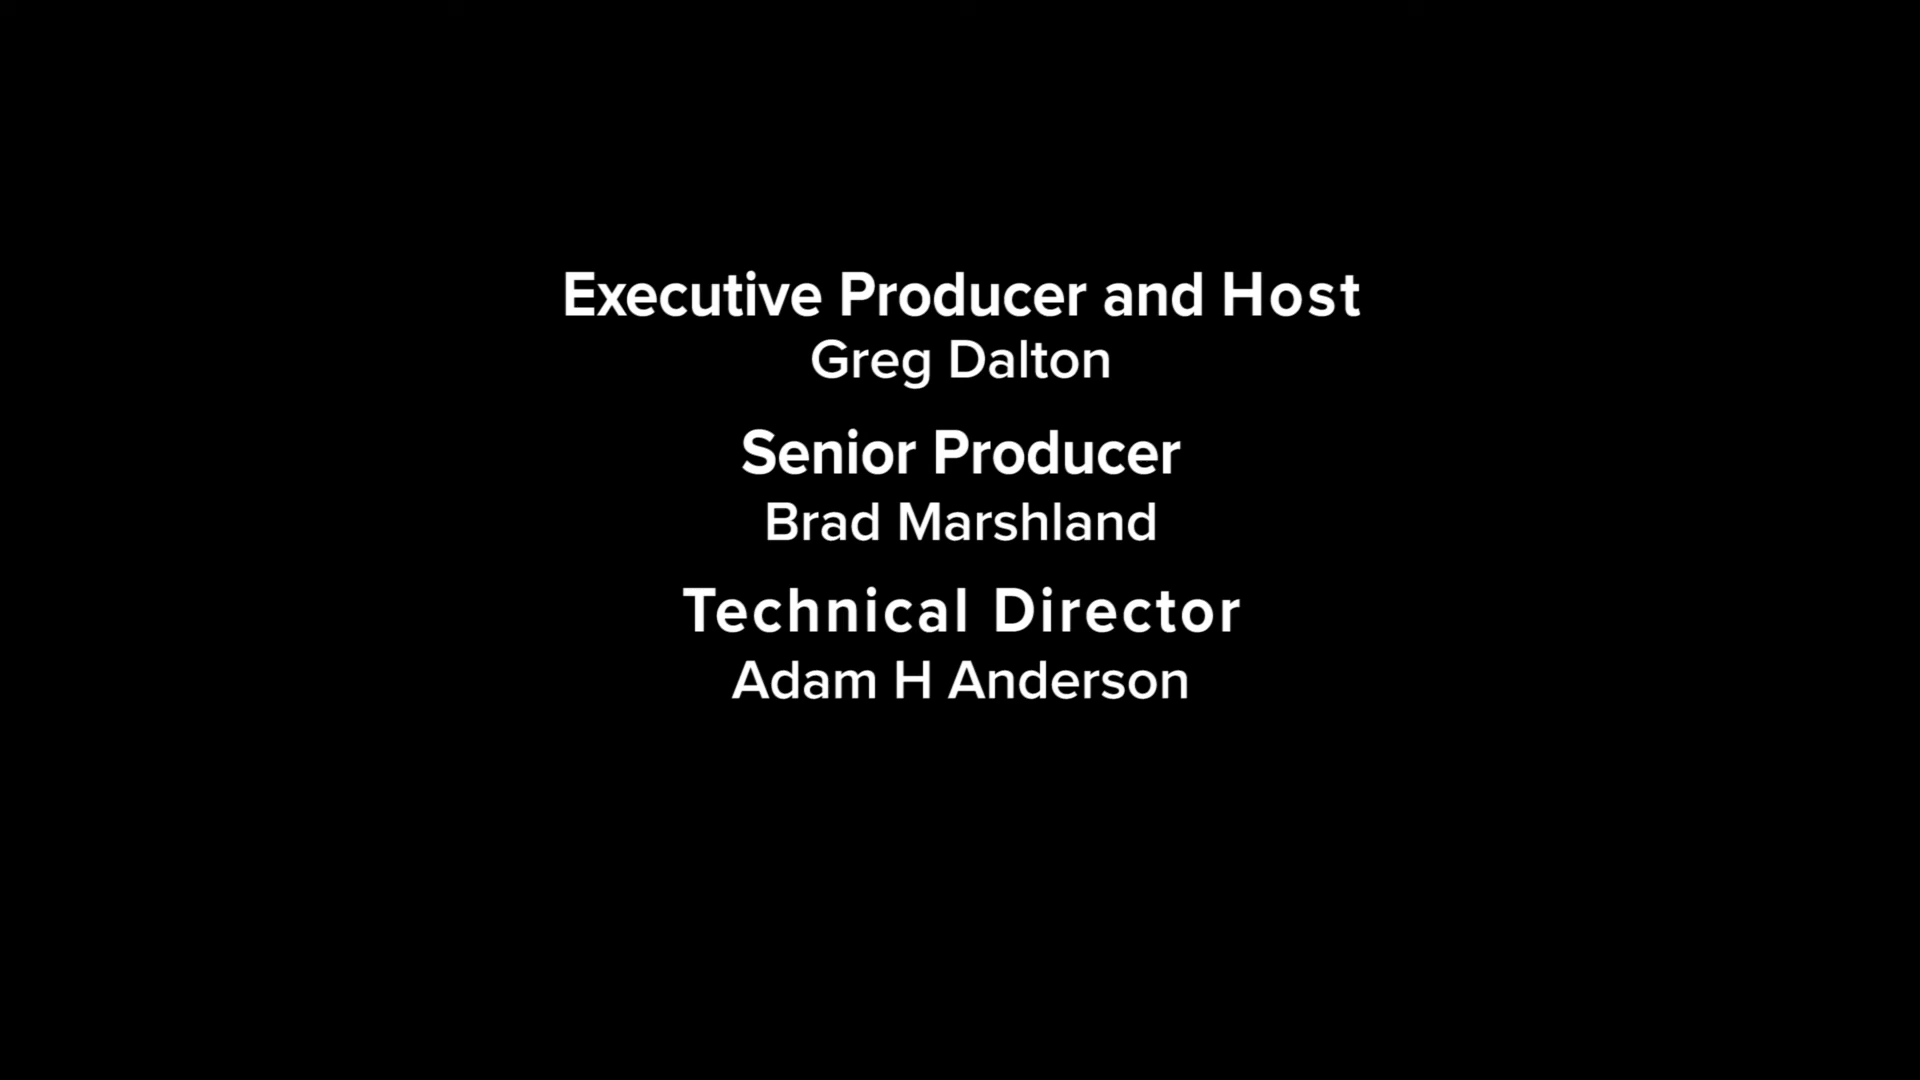 Executive Producer and Host
Greg Dalton
Senior Producer
Brad Marshland
Technical Director
Adam H Anderson